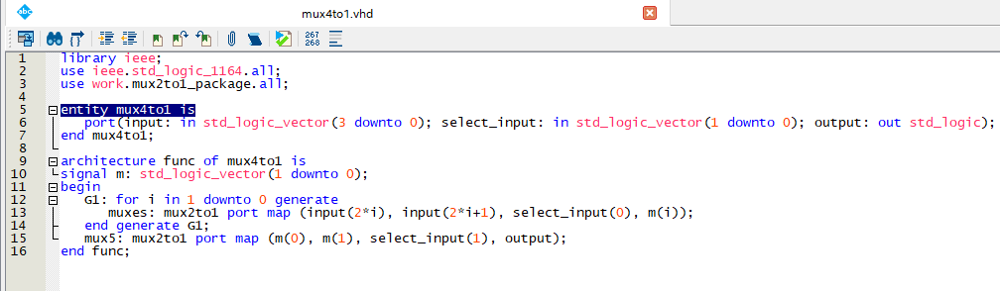 abc
mux4to1.vhd
267
268
1 library ieee;
2 use ieee.std_logic_1164.all;
3 use work.mux2to1_package.all;
4
5 entity mux4to1 is
6 port(input: in std_logic_vector(3 downto 0); select_input: in std_logic_vector(1 downto 0); output: out std_logic);
7 end mux4to1;
8
9 architecture func of mux4to1 is
10 signal m: std_logic_vector(1 downto 0);
11 begin
12 G1: for i in 1 downto 0 generate
13 muxes: mux2to1 port map (input(2*i), input(2*i+1), select_input(0), m(i));
14 end generate G1;
15 mux5: mux2to1 port map (m(0), m(1), select_input(1), output);
16 end func;